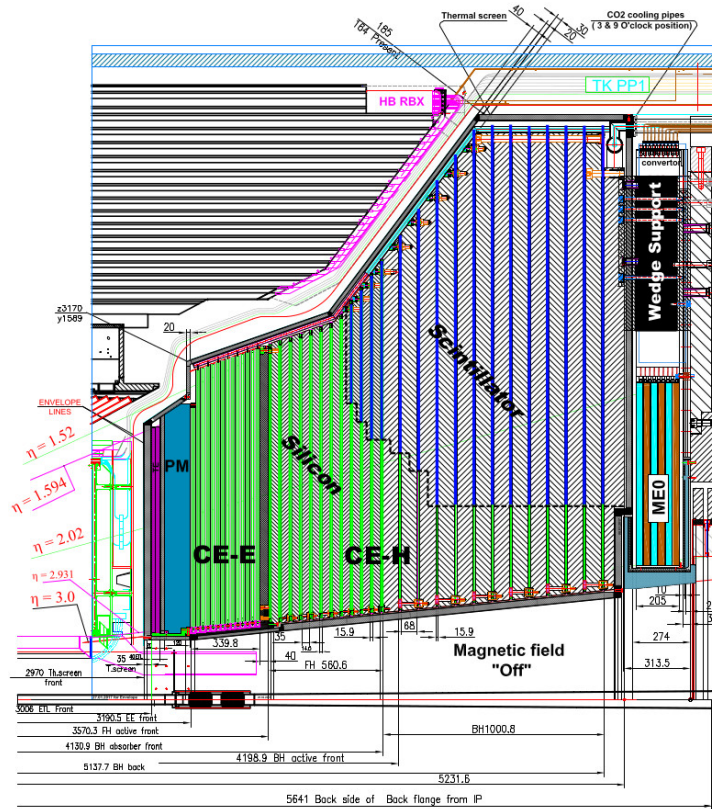 40
30
20
Thermal screen
CO2 cooling pipes
( 3 & 9 O'clock position)
185
184 Present
TK PP1
HB RBX
convertor
Wedge Support
z3170
y1589
20
Scintillator
ENVELOPE
LINES
η = 1.52
Silicon
PM
η = 1.594
ME0
η = 2.02
CE-E
CE-H
η = 2.931
η = 3.0
10
205
35
15.9
68
15.9
339.8
40
274
35
FH 560.6
Magnetic field
"Off"
313.5
2970 Th.screen
front
T.screen
3006 ETL Front
3190.5 EE front
BH1000.8
3570.3 FH active front
4130.9 BH absorber front
4198.9 BH active front
5137.7 BH back
5231.6
5641 Back side of Back flange from IP